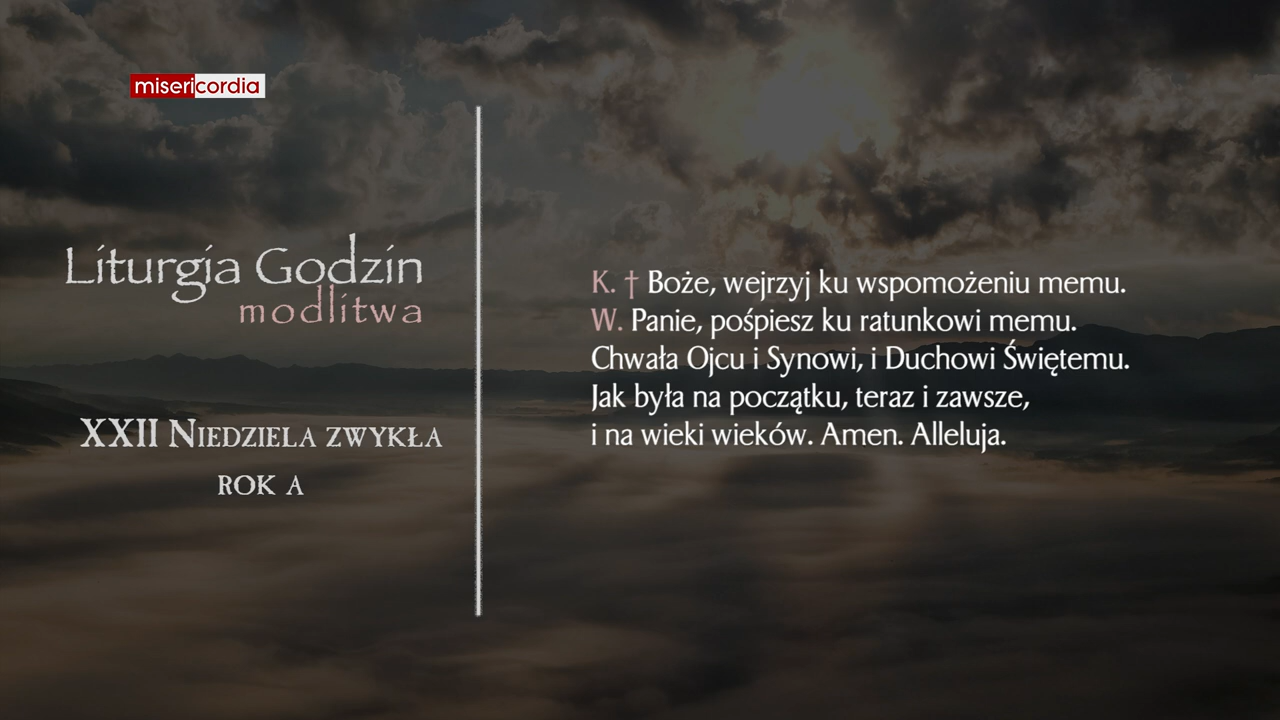 misericordia
Liturgia Godzin
modlitwa
XXII Niedziela zwykła
rok A
K. † Boże, wejrzyj ku wspomożeniu memu.
W. Panie, pośpiesz ku ratunkowi memu.
Chwała Ojcu i Synowi, i Duchowi Świętemu.
Jak była na początku, teraz i zawsze,
i na wieki wieków. Amen. Alleluja.